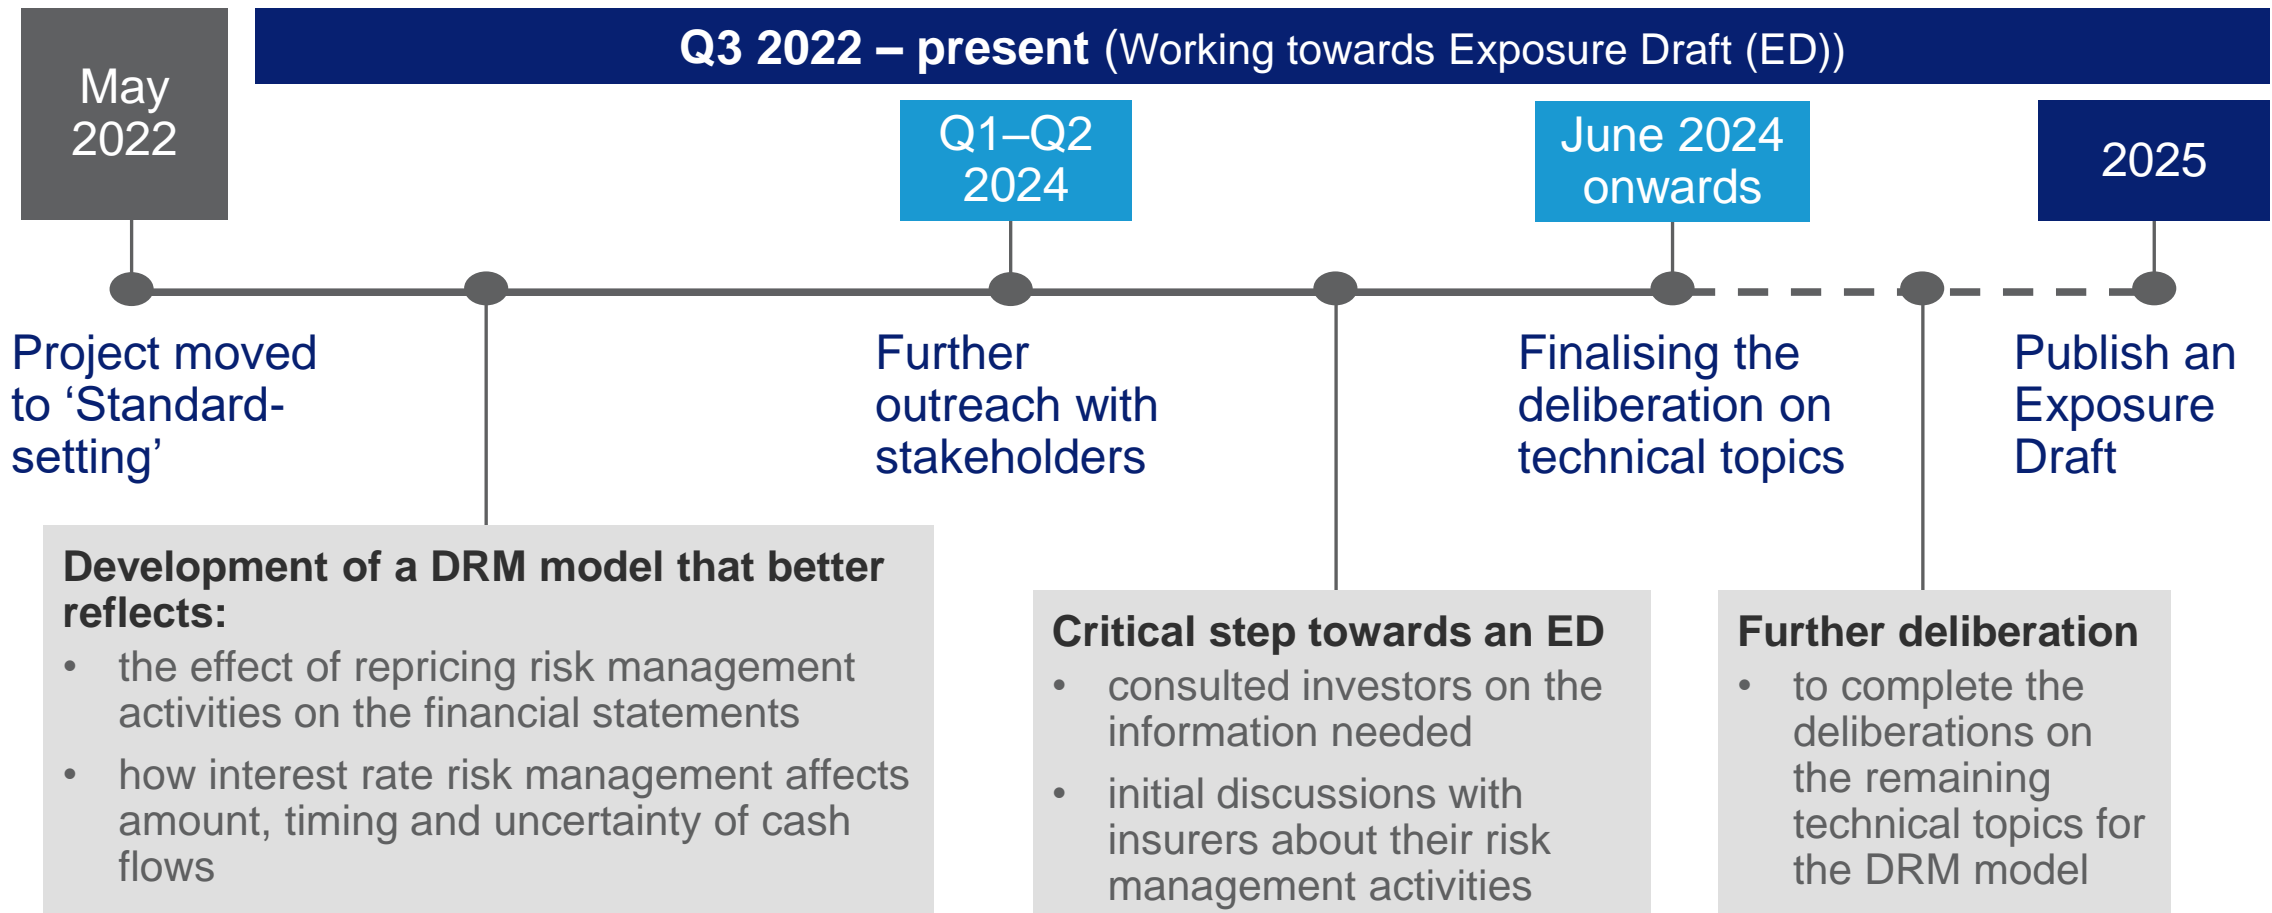 Q3 2022 – present (Working towards Exposure Draft (ED))
May
2022
Q1–Q2
2024
June 2024
onwards
2025
Project moved
to ‘Standard-
setting’
Further
outreach with
stakeholders
Finalising the
deliberation on
technical topics
Publish an
Exposure
Draft
Development of a DRM model that better
reflects:
• the effect of repricing risk management
activities on the financial statements
• how interest rate risk management affects
amount, timing and uncertainty of cash
flows
Critical step towards an ED
• consulted investors on the
information needed
• initial discussions with
insurers about their risk
management activities
Further deliberation
• to complete the
deliberations on
the remaining
technical topics for
the DRM model